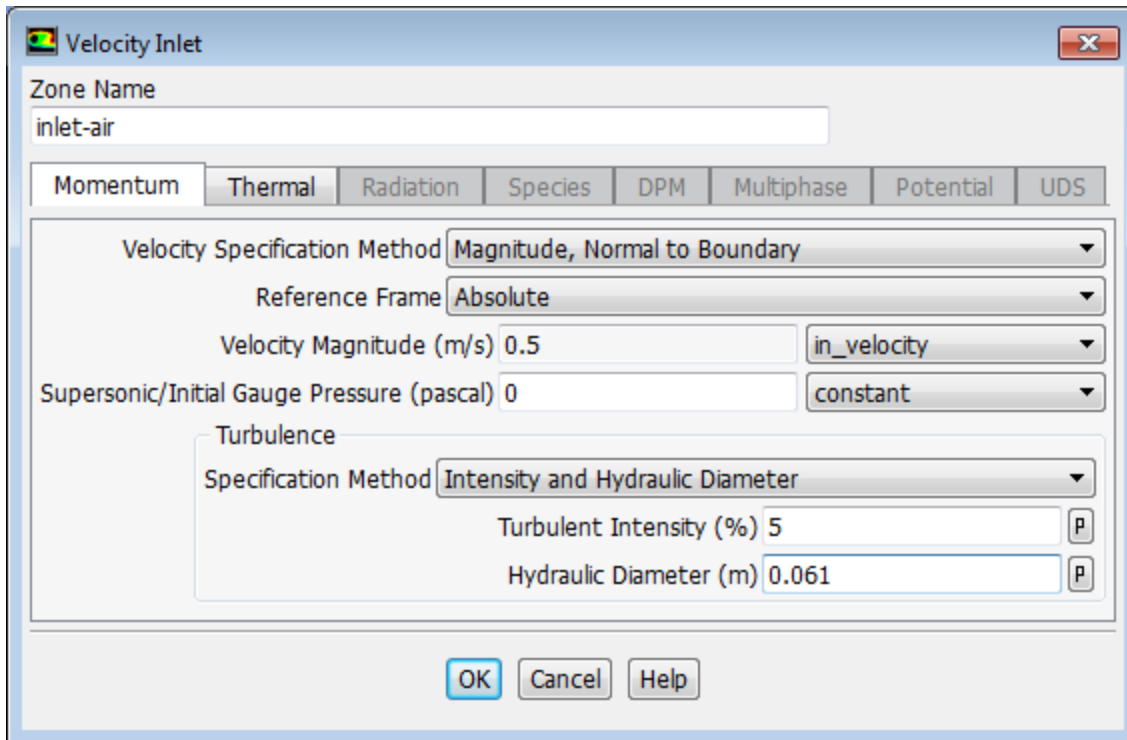 Velocity Inlet
Zone Name
inlet-air
Momentum Thermal Radiation Species DPM Multiphase Potential UDS
Velocity Specification Method Magnitude, Normal to Boundary
Reference Frame Absolute
Velocity Magnitude (m/s) 0.5 in_velocity
Supersonic/Initial Gauge Pressure (pascal) 0 constant
Turbulence
Specification Method Intensity and Hydraulic Diameter
Turbulent Intensity (%) 5 P
Hydraulic Diameter (m) 0.061 P
OK Cancel Help